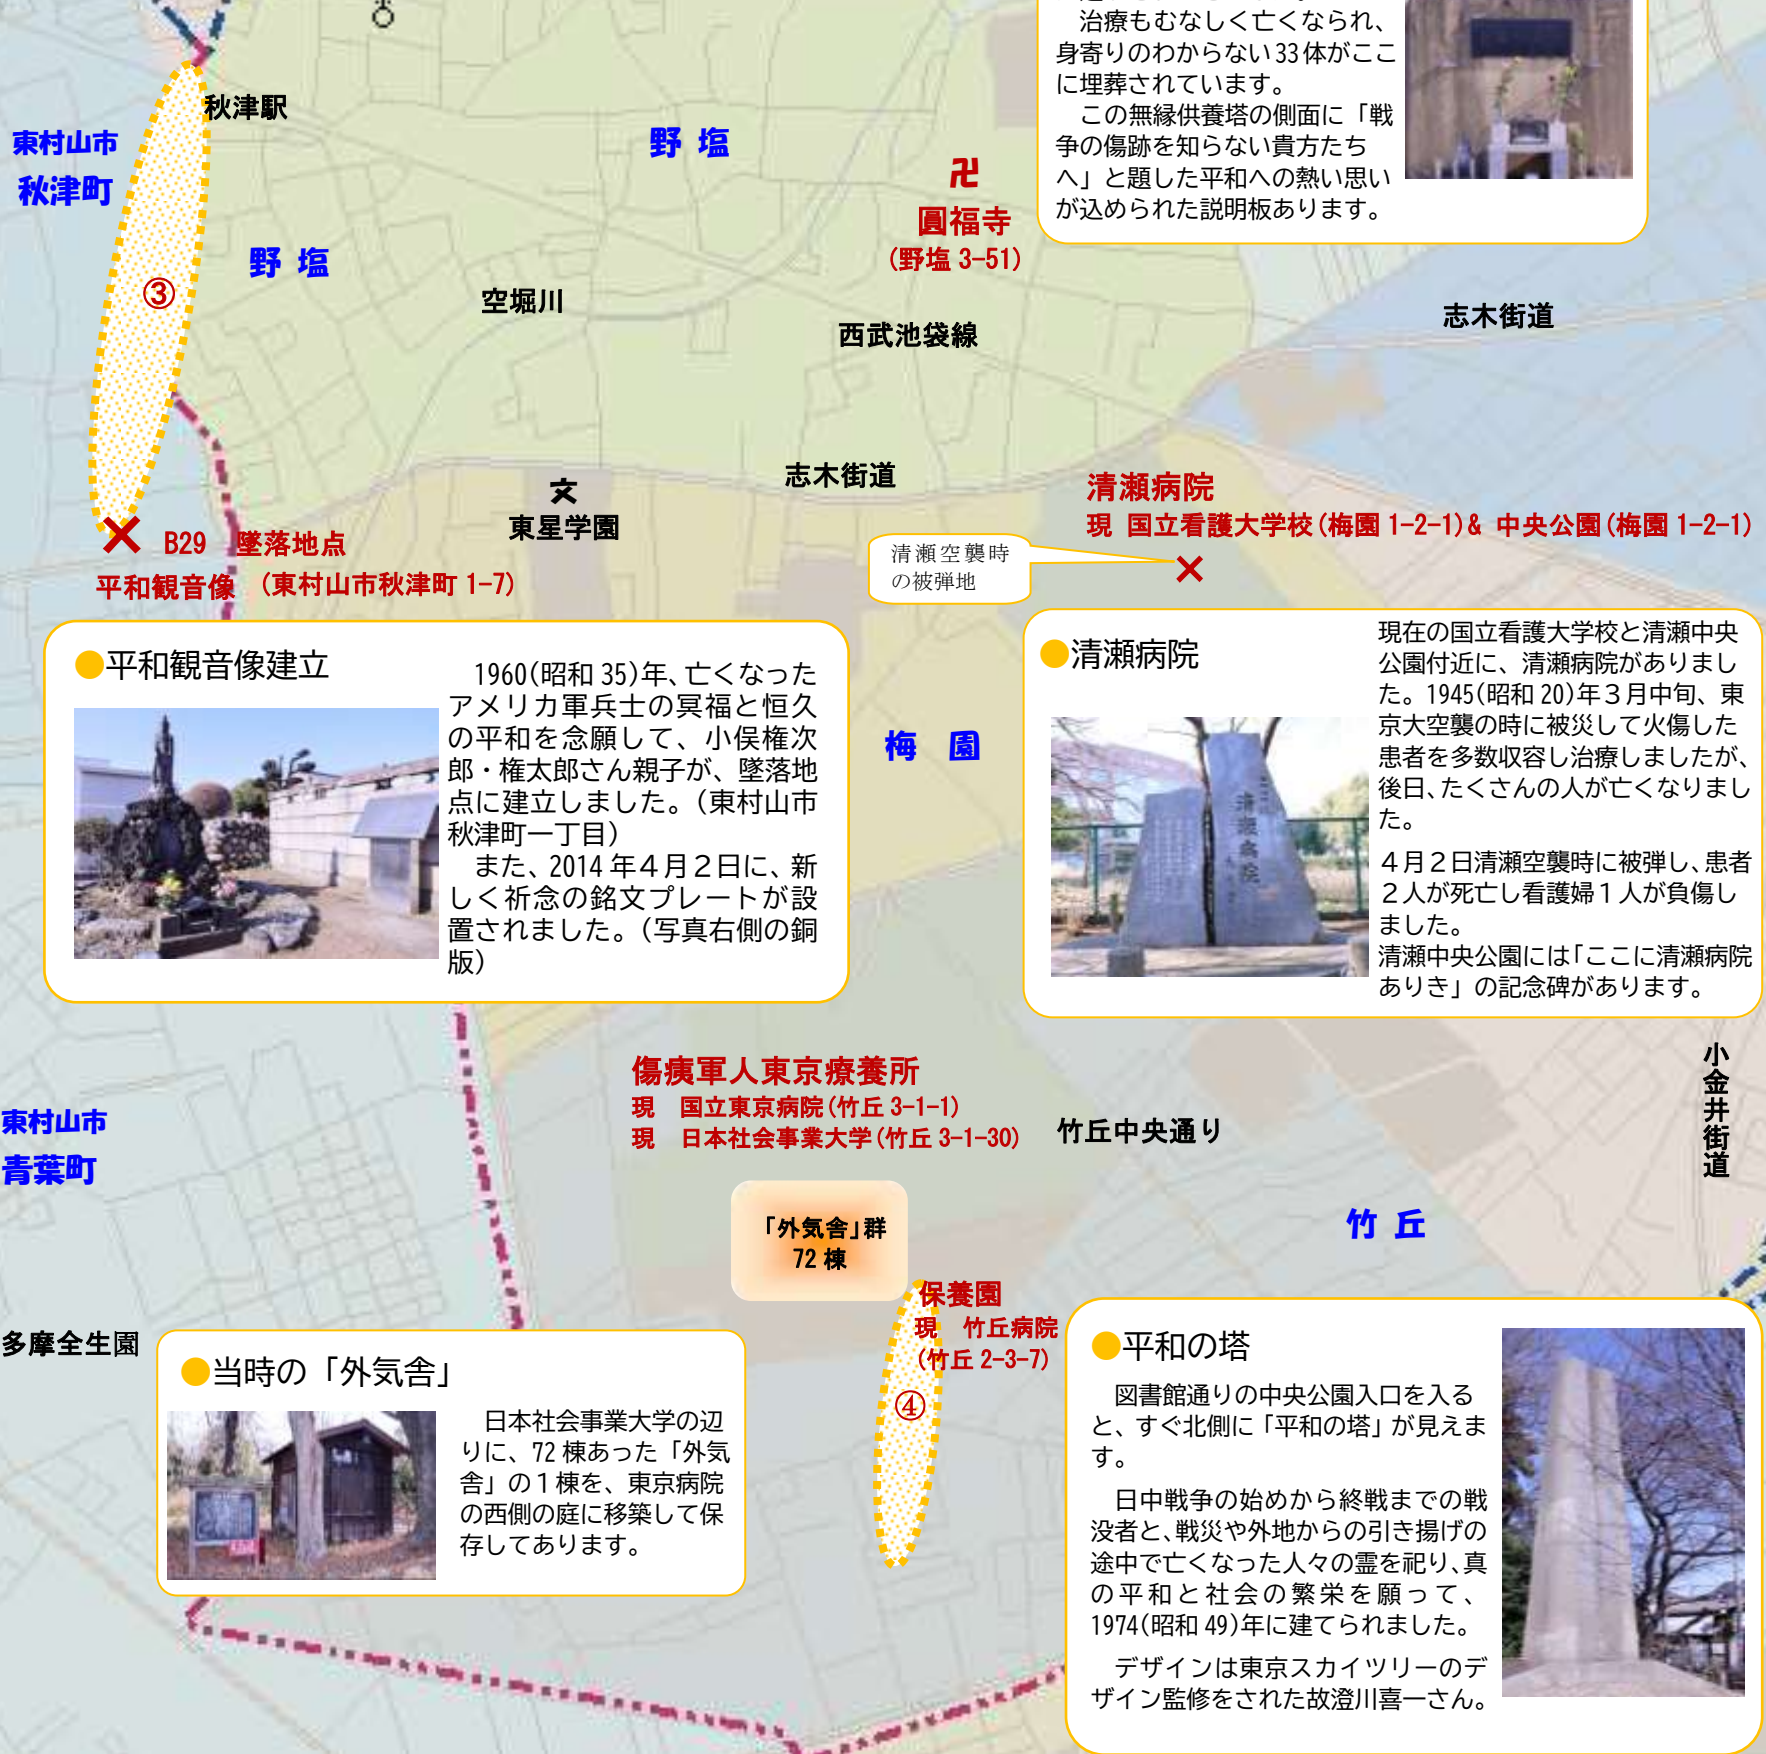 治療もむなしく亡くなられ、
身寄りのわからない33体がここ
に埋葬されています。
この無縁供養塔の側面に「戦
争の傷跡を知らない貴方たち
へ」と題した平和への熱い思い
が込められた説明板あります。
秋津駅
東村山市
秋津町
野 塩
卍
圓福寺
(野塩 3-51)
野 塩
③
空堀川
西武池袋線
志木街道
志木街道
文
東星学園
清瀬病院
現 国立看護大学校(梅園 1-2-1)& 中央公園(梅園 1-2-1)
清瀬空襲時
の被弾地
B29 墜落地点
平和観音像 (東村山市秋津町 1-7)
●平和観音像建立
1960(昭和 35)年、亡くなった
アメリカ軍兵士の冥福と恒久
の平和を念願して、小俣権次
郎・権太郎さん親子が、墜落地
点に建立しました。(東村山市
秋津町一丁目)
また、2014年4月2日に、新
しく祈念の銘文プレートが設
置されました。(写真右側の銅
版)
梅 園
●清瀬病院
清瀬病院
現在の国立看護大学校と清瀬中央
公園付近に、清瀬病院がありまし
た。1945(昭和 20)年3月中旬、東
京大空襲の時に被災して火傷した
患者を多数収容し治療しましたが、
後日、たくさんの人が亡くなりまし
た。
4月2日清瀬空襲時に被弾し、患者
2人が死亡し看護婦1人が負傷し
ました。
清瀬中央公園には「ここに清瀬病院
ありき」の記念碑があります。
傷痍軍人東京療養所
現 国立東京病院(竹丘 3-1-1)
現 日本社会事業大学(竹丘 3-1-30)
竹丘中央通り
小金井街道
東村山市
青葉町
「外気舎」群
72棟
竹 丘
保養園
現 竹丘病院
(竹丘 2-3-7)
④
多摩全生園
●当時の「外気舎」
日本社会事業大学の辺
りに、72棟あった「外気
舎」の1棟を、東京病院
の西側の庭に移築して保
存してあります。
●平和の塔
図書館通りの中央公園入口を入る
と、すぐ北側に「平和の塔」が見えま
す。
日中戦争の始めから終戦までの戦
没者と、戦災や外地からの引き揚げの
途中で亡くなった人々の霊を祀り、真
の平和と社会の繁栄を願って、
1974(昭和 49)年に建てられました。
デザインは東京スカイツリーのデ
ザイン監修をされた故澄川喜一さん。